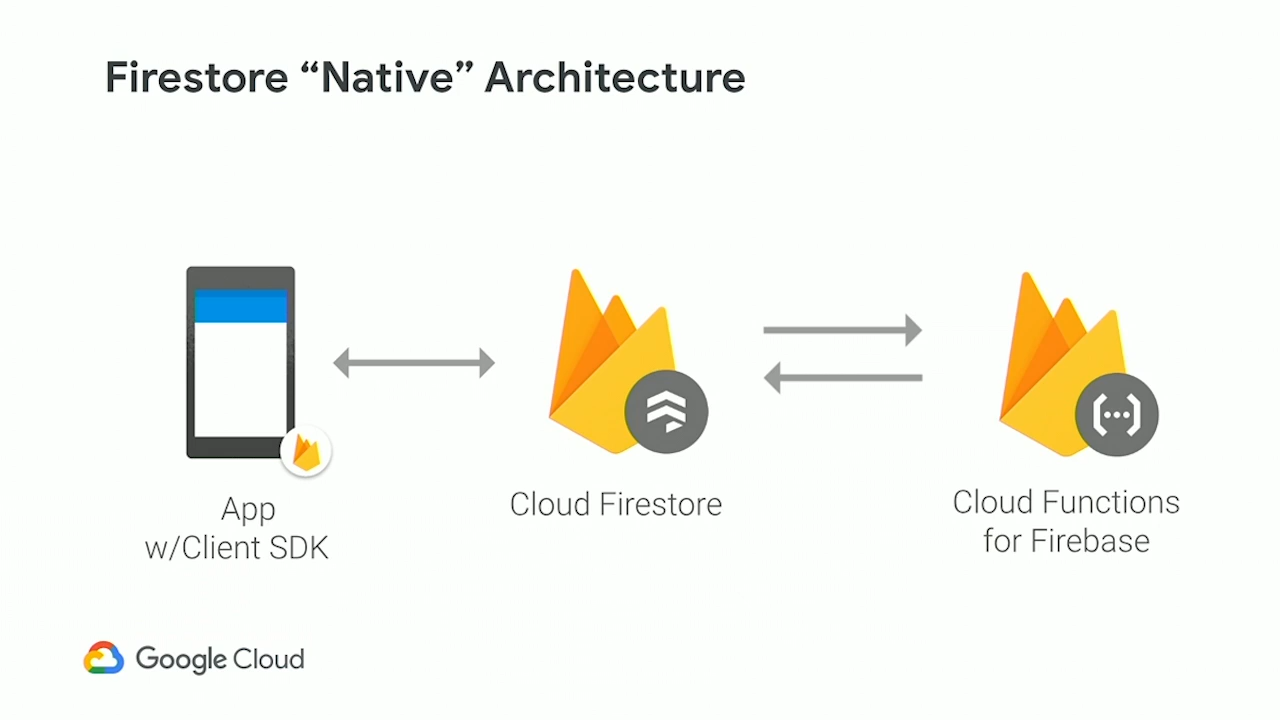 Firestore “Native” Architecture
App
w/Client SDK
Cloud Firestore
Cloud Functions
for Firebase
Google Cloud